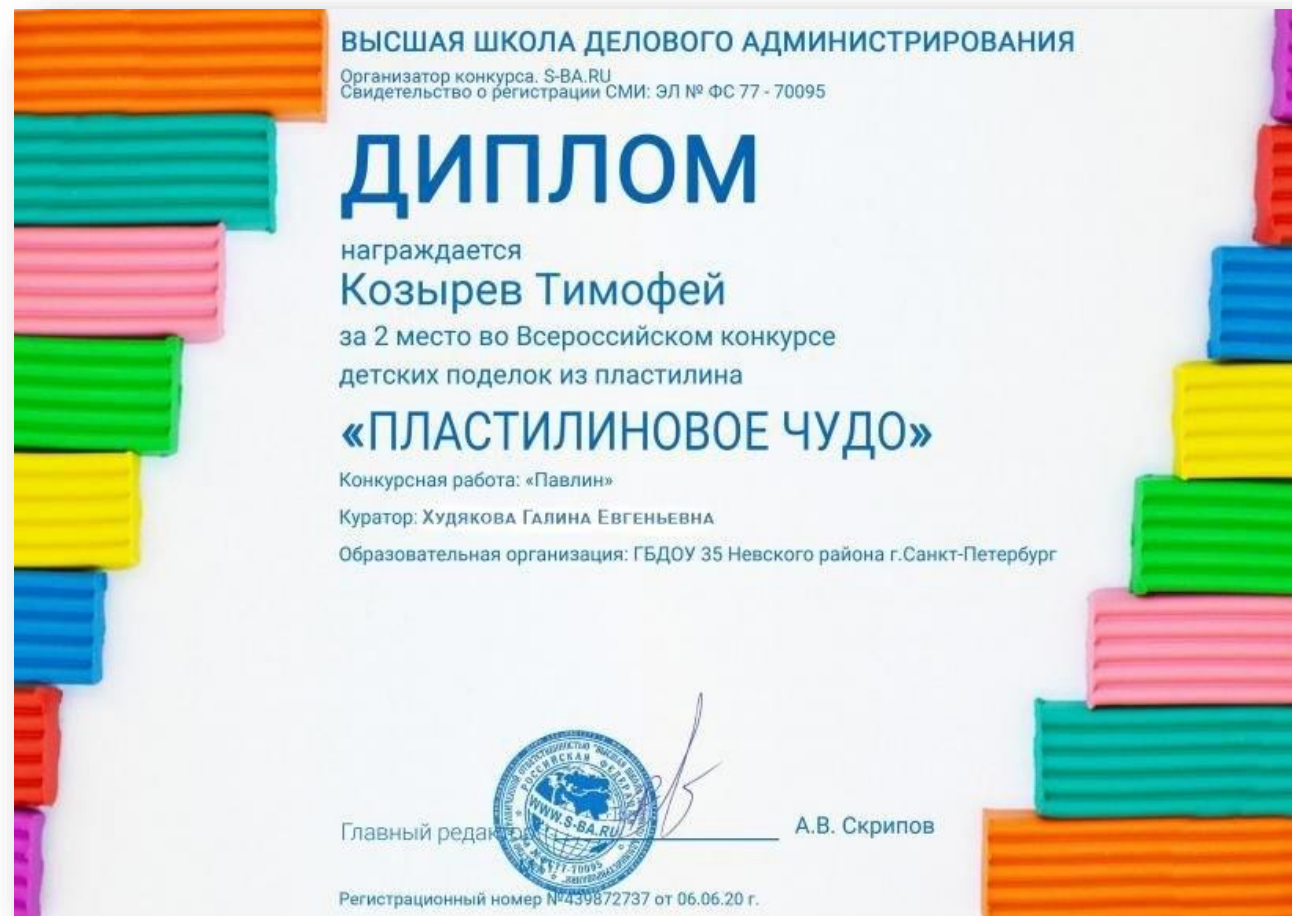 ВЫСШАЯ ШКОЛА ДЕЛОВОГО АДМИНИСТРИРОВАНИЯ
Организатор конкурса. S-BA.RU
Свидетельство о регистрации СМИ: ЭЛ № ФС 77 - 70095
ДИПЛОМ
награждается
Козырев Тимофей
за 2 место во Всероссийском конкурсе
детских поделок из пластилина
«ПЛАСТИЛИНОВОЕ ЧУДО»
Конкурсная работа: «Павлин»
Куратор: Худякова Галина Евгеньевна
Образовательная организация: ГБДОУ 35 Невского района г.Санкт-Петербург
РОССИЙСКАЯ ФЕДЕРАЦИЯ
WWW.S-BA.RU
Главный редактор А.В. Скрипов
Регистрационный номер №439872737 от 06.06.20 г.